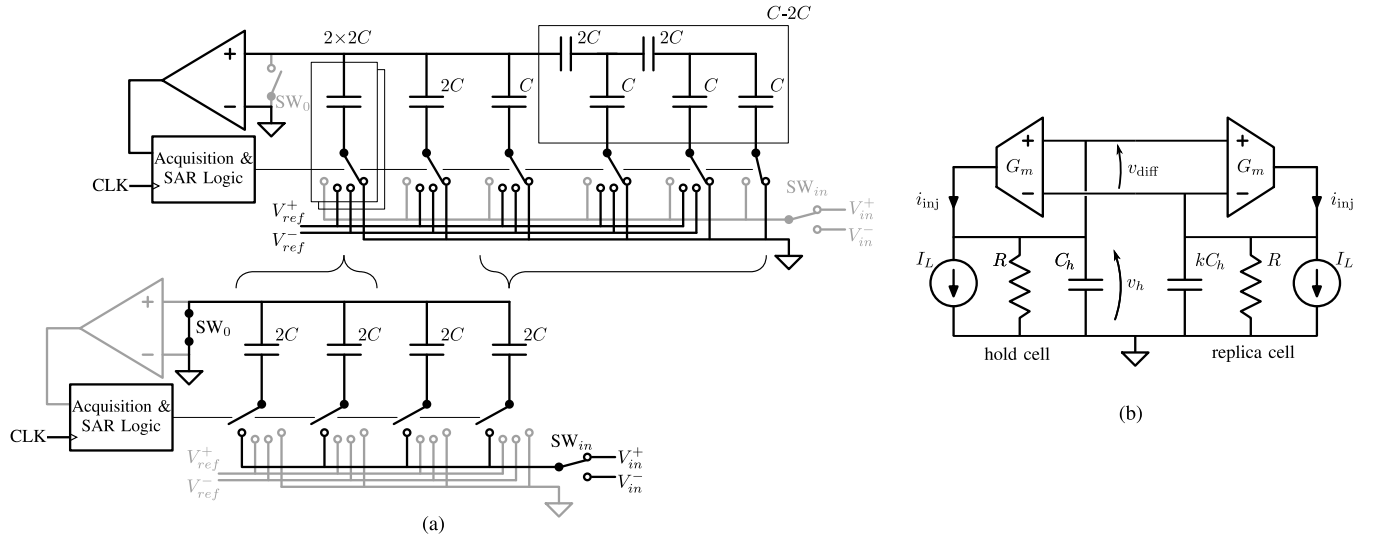 C-2C
2×2C
2C
2C
+
−
SW0
2C
C
C
C
C
Acquisition &
SAR Logic
CLK
SWin
V+ref
V−ref
V+in
V−in
+
−
SW0
2C
2C
2C
2C
Acquisition &
SAR Logic
CLK
SWin
V+ref
V−ref
V+in
V−in
(a)
+
−
Gm
vdiff
+
−
Gm
iinj
iinj
IL
R
Ch
vh
kCh
R
IL
hold cell
replica cell
(b)